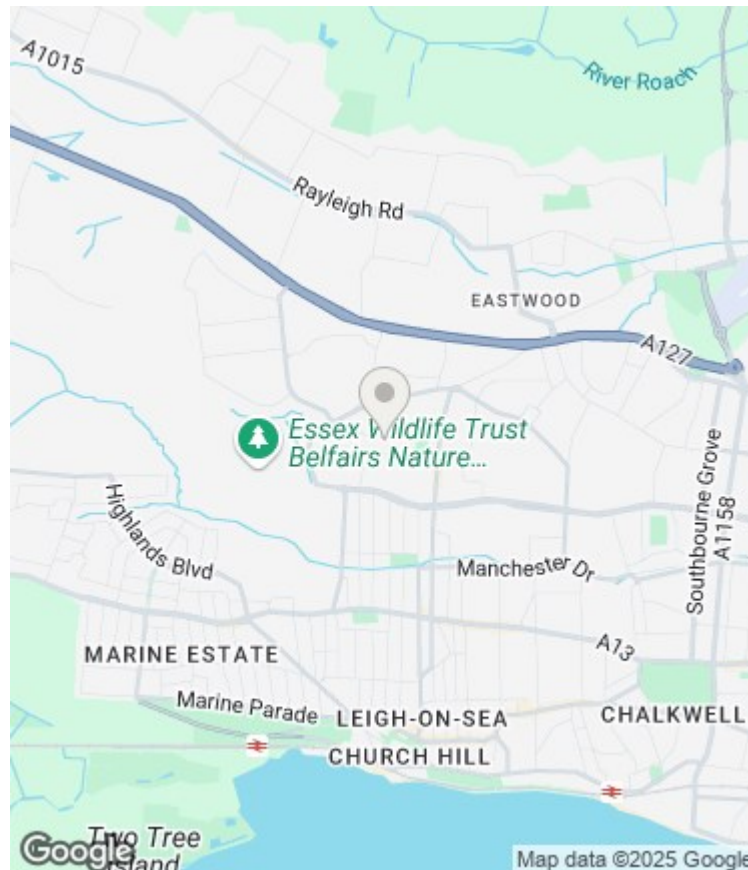 A1015
River Roach
Rayleigh Rd
EASTWOOD
A127
Essex Wildlife Trust
Belfairs Nature...
Southbourne Grove
A1158
Highlands Blvd
Manchester Dr
A13
MARINE ESTATE
Marine Parade
LEIGH-ON-SEA
CHALKWELL
CHURCH HILL
Two Tree
Island
Google
Map data ©2025 Google